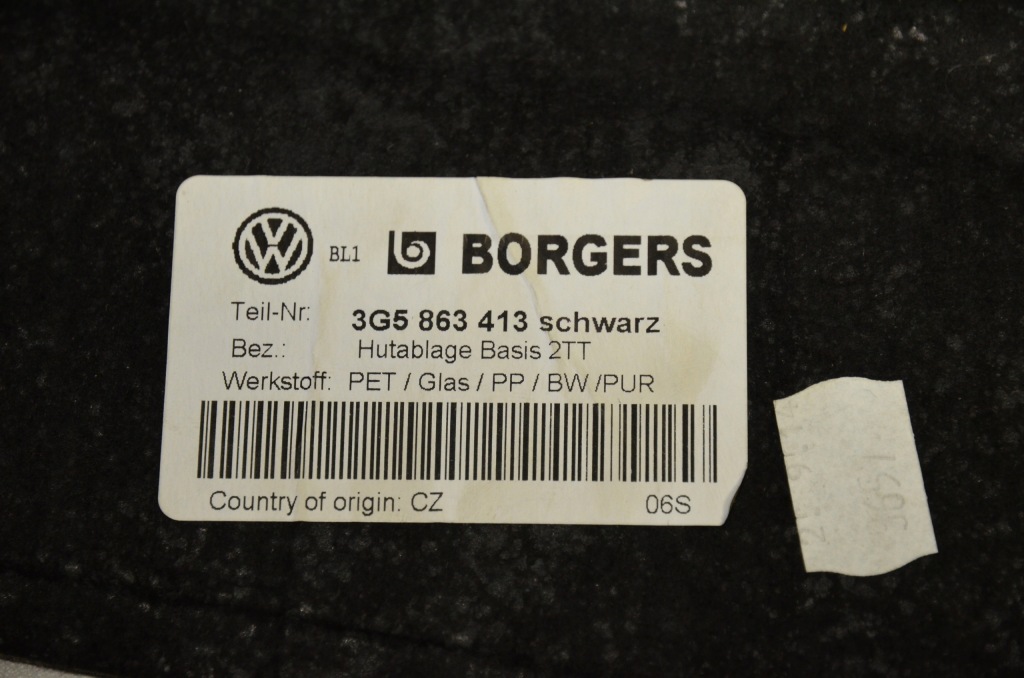 BL1 BORGERS
Teil-Nr: 3G5 863 413 schwarz
Bez.: Hutablage Basis 2TT
Werkstoff: PET / Glas / PP / BW /PUR
Country of origin: CZ 06S